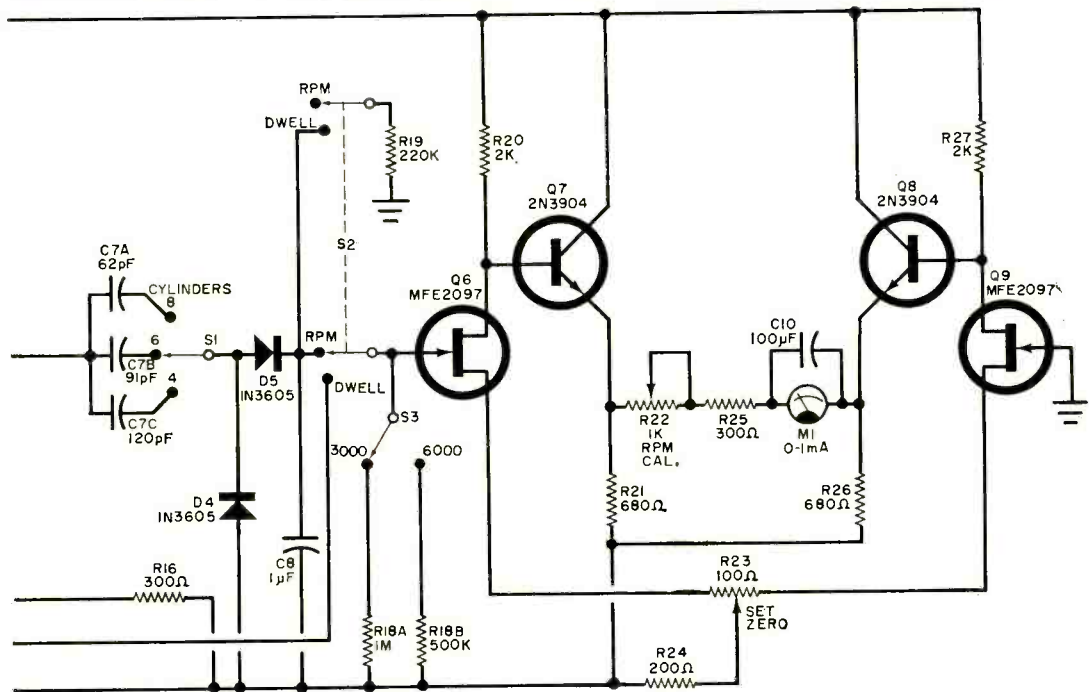 RPM
DWELL
R19
220K
R20
2K
R27
2K
Q7
2N3904
Q8
2N3904
S2
C7A
62pF
CYLINDERS
8
Q6
MFE2097
Q9
MFE2097
C10
100µF
6
S1
RPM
C7B
91pF
D5
IN3605
DWELL
4
C7C
120pF
S3
R22
1K
RPM
CAL.
R25
300Ω
M1
0-1mA
3000
6000
D4
IN3605
R21
680Ω
R26
680Ω
C8
1µF
R23
100Ω
R16
300Ω
SET
ZERO
R18A
1M
R18B
500K
R24
200Ω